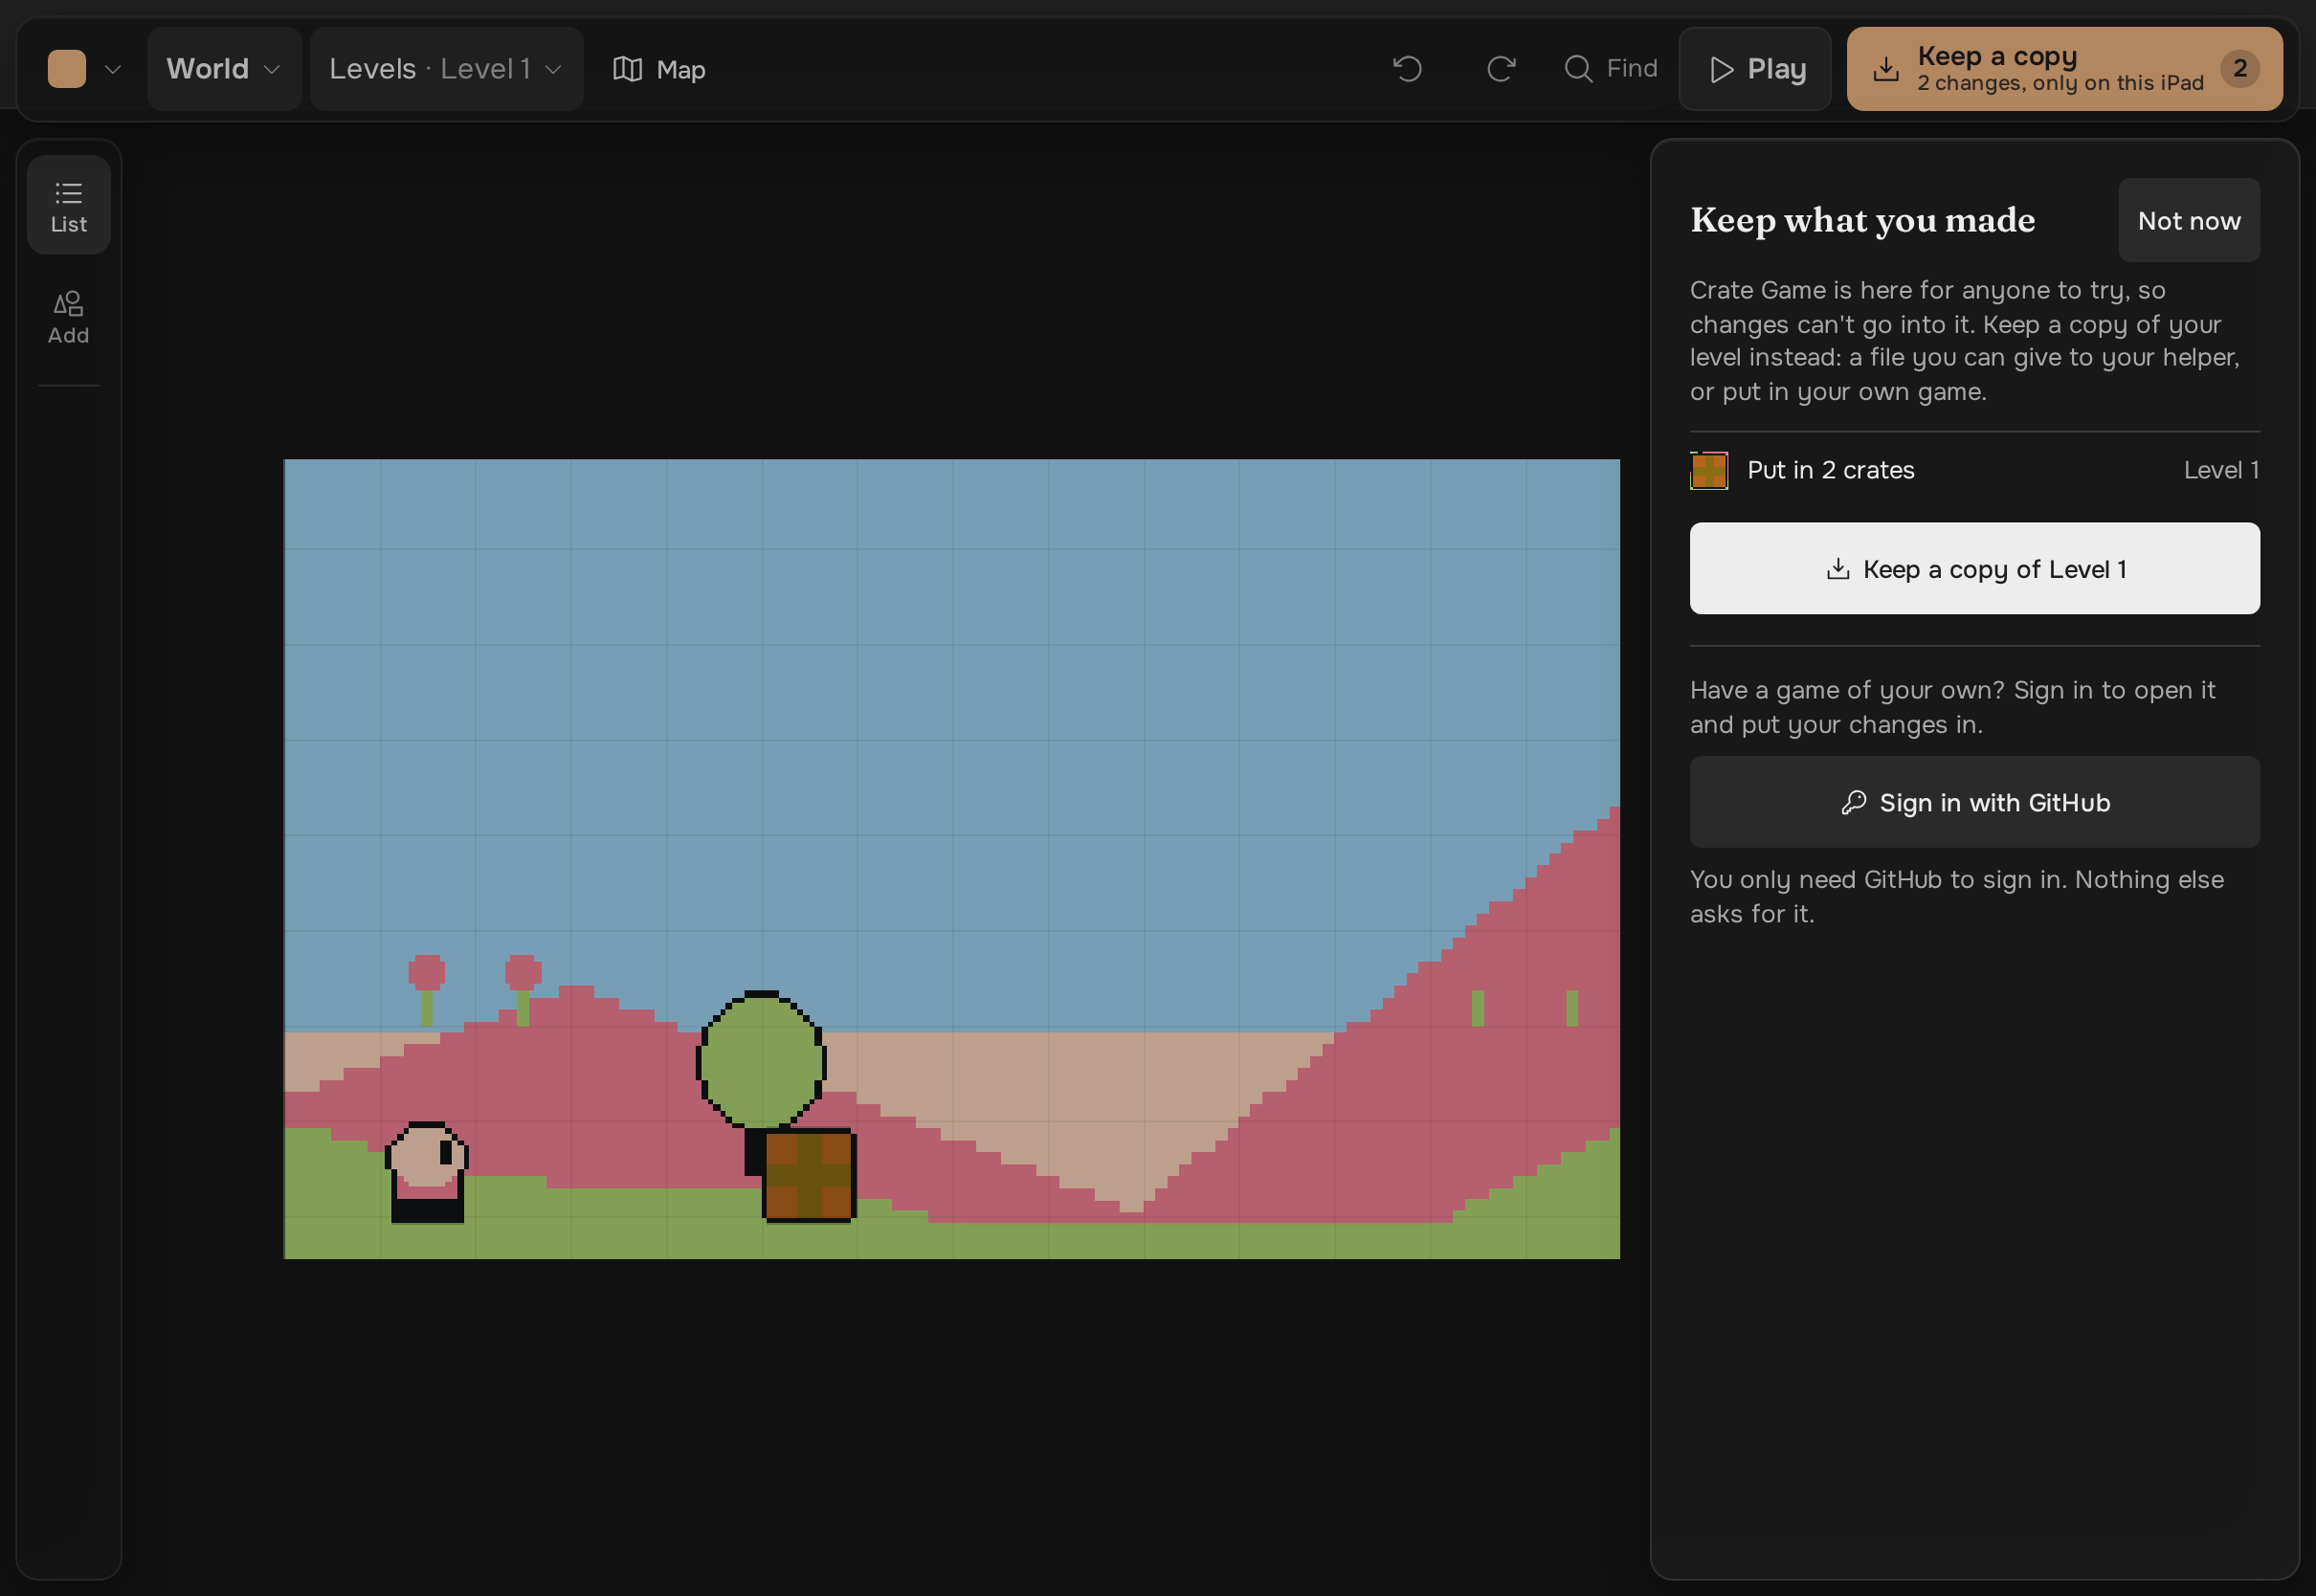 World
Levels · Level 1
Map
Find
Play
Keep a copy
2 changes, only on this iPad
2
List
Add
Keep what you made
Not now
Crate Game is here for anyone to try, so
changes can't go into it. Keep a copy of your
level instead: a file you can give to your helper,
or put in your own game.
Put in 2 crates
Level 1
Keep a copy of Level 1
Have a game of your own? Sign in to open it
and put your changes in.
Sign in with GitHub
You only need GitHub to sign in. Nothing else
asks for it.